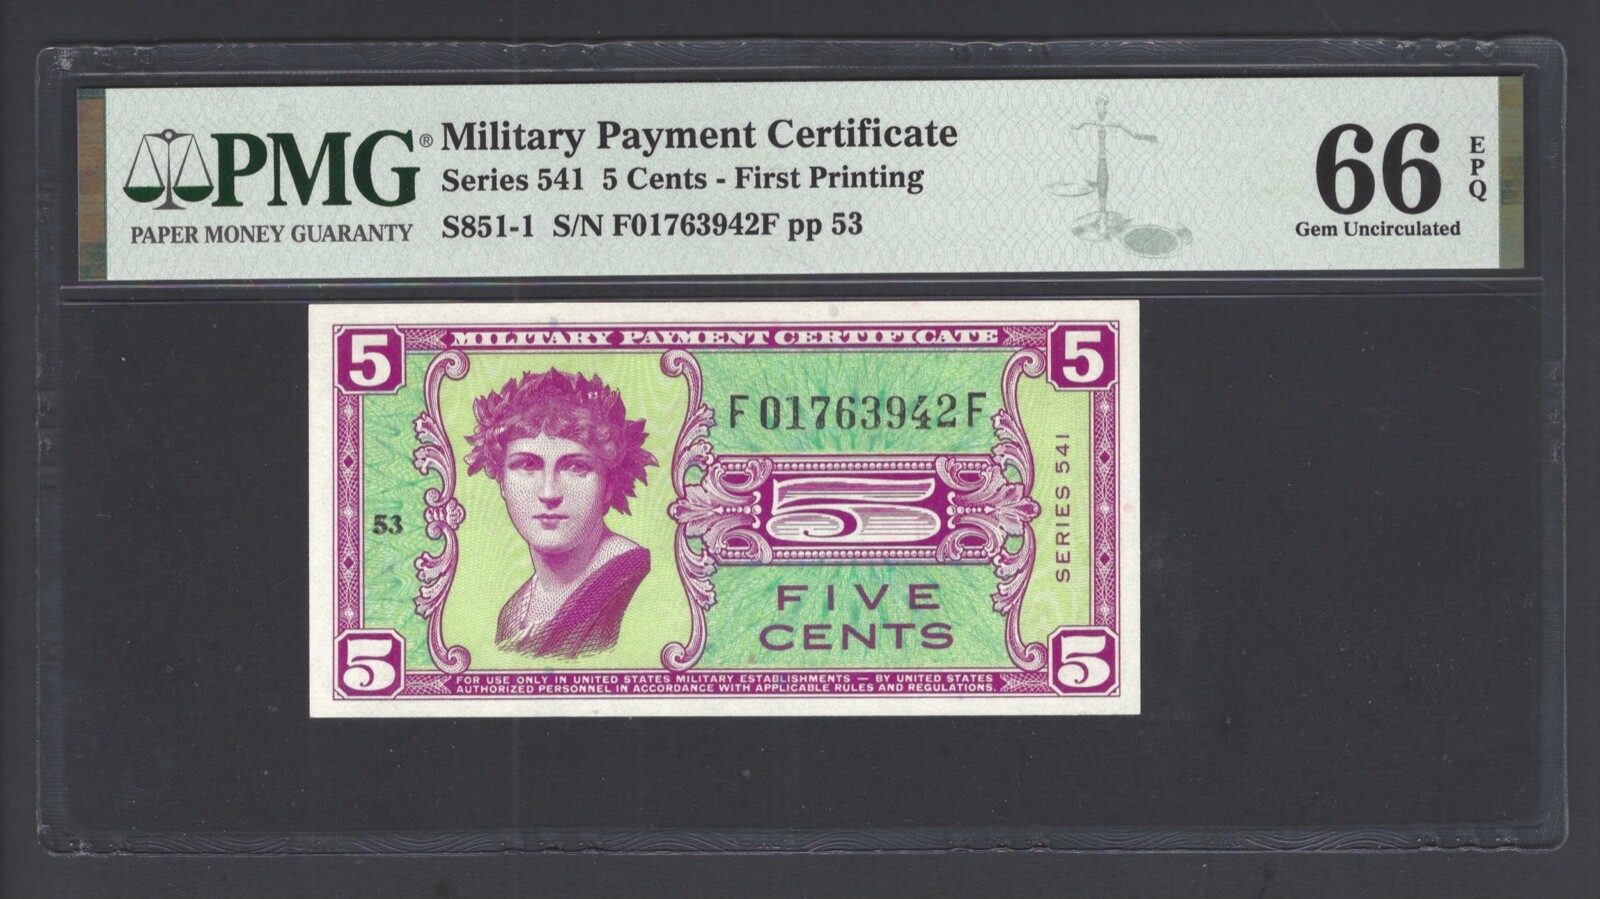 PMG®
PAPER MONEY GUARANTY
Military Payment Certificate
Series 541 5 Cents - First Printing
S851-1 S/N F01763942F pp 53
66 EPQ
Gem Uncirculated
5 MILITARY PAYMENT CERTIFICATE 5
F01763942F
53
5
SERIES 541
FIVE
CENTS
5 5
FOR USE ONLY IN UNITED STATES MILITARY ESTABLISHMENTS — BY UNITED STATES
AUTHORIZED PERSONNEL IN ACCORDANCE WITH APPLICABLE RULES AND REGULATIONS.